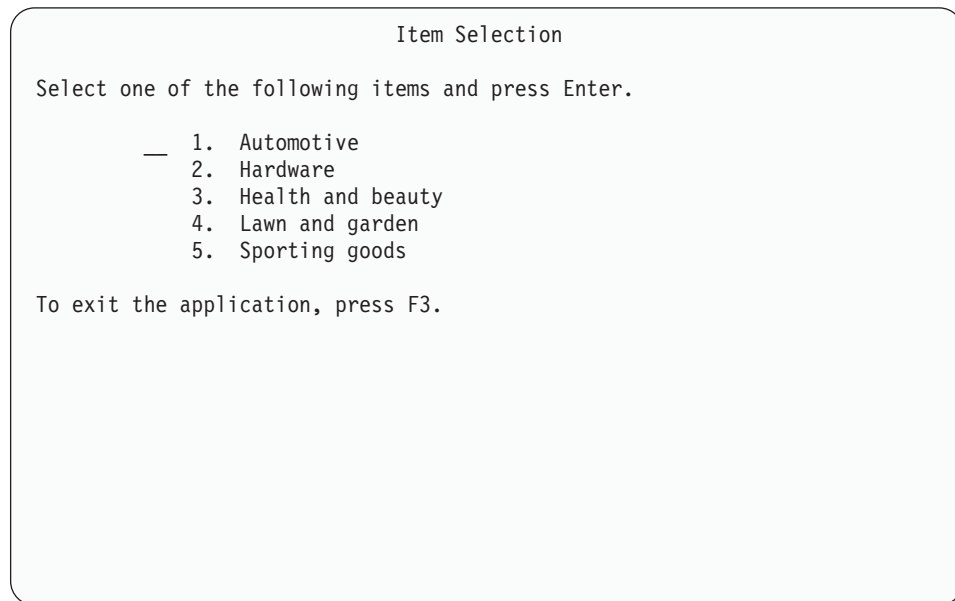 Item Selection
Select one of the following items and press Enter.
__ 1. Automotive
2. Hardware
3. Health and beauty
4. Lawn and garden
5. Sporting goods
To exit the application, press F3.